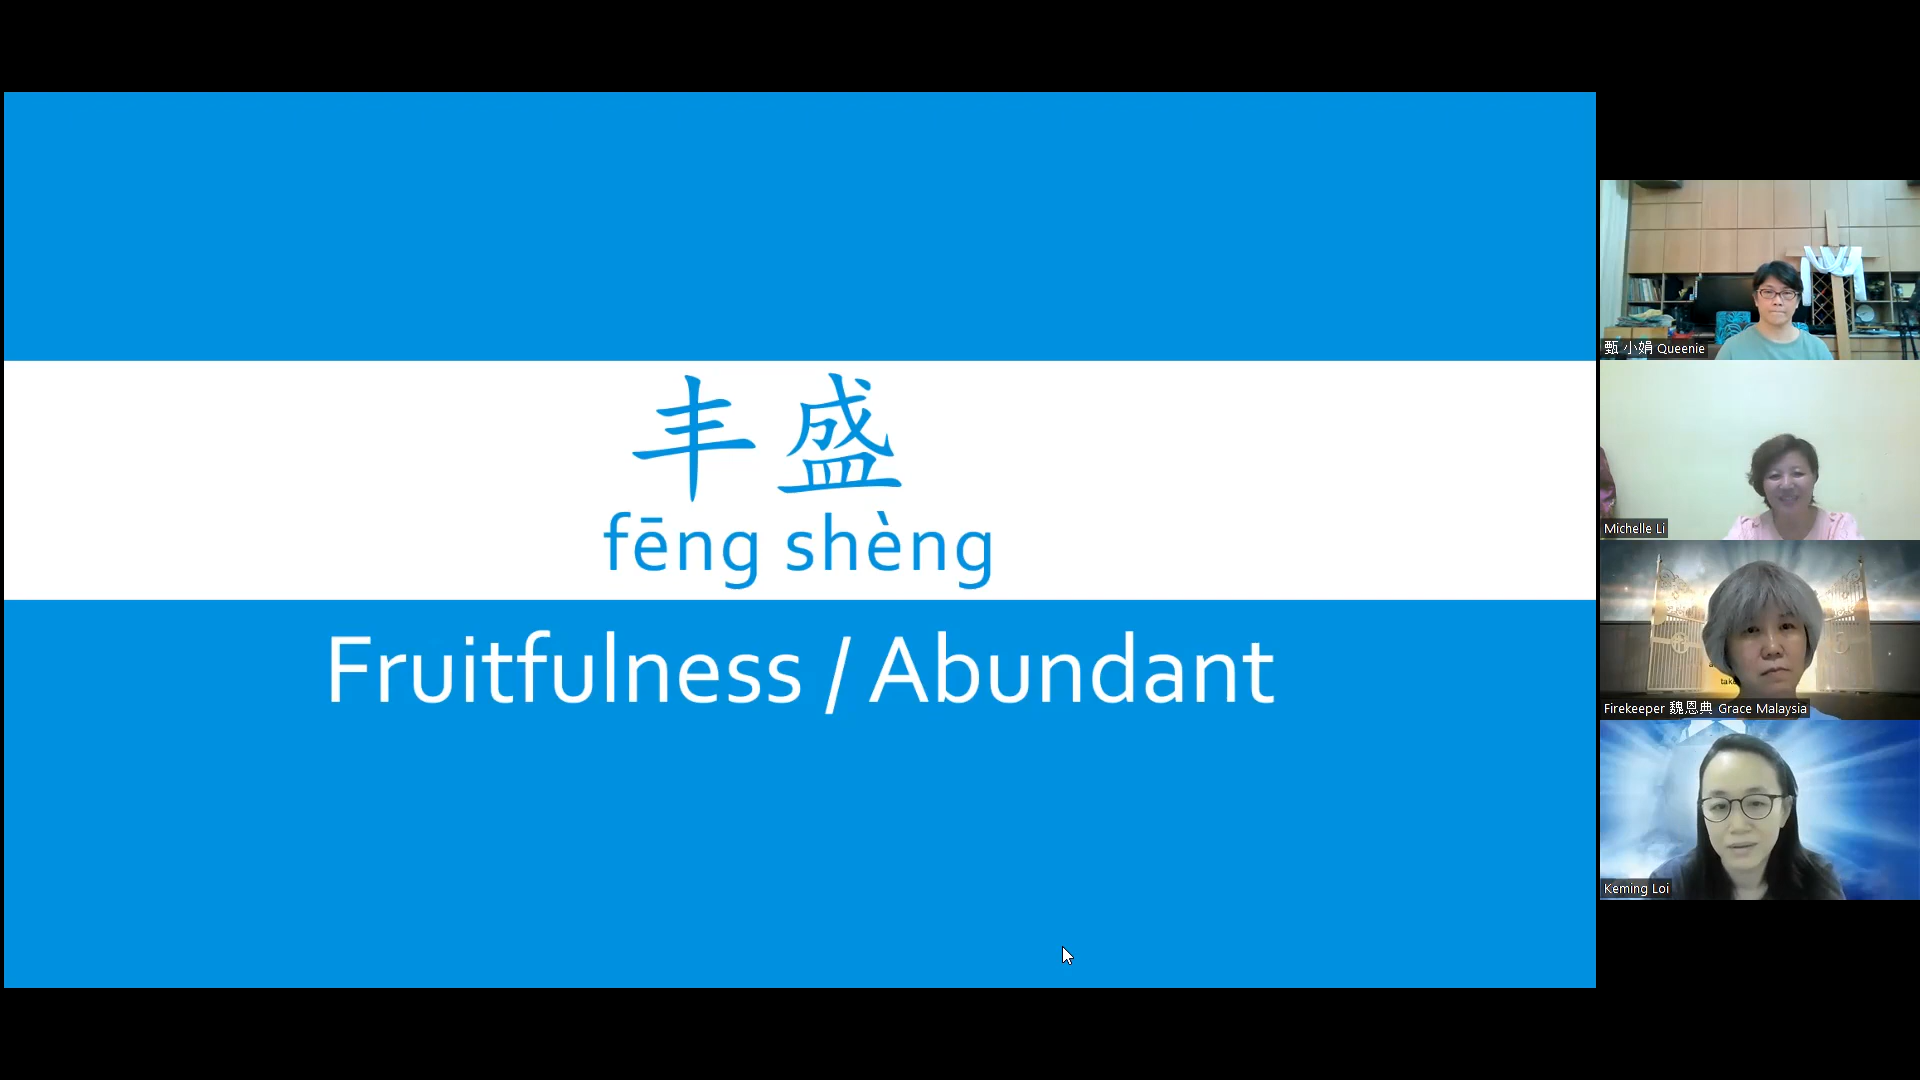 丰盛
fēng shèng
Fruitfulness / Abundant
甄 小娟 Queenie
Michelle Li
take
Firekeeper 魏恩典 Grace Malaysia
Keming Loi